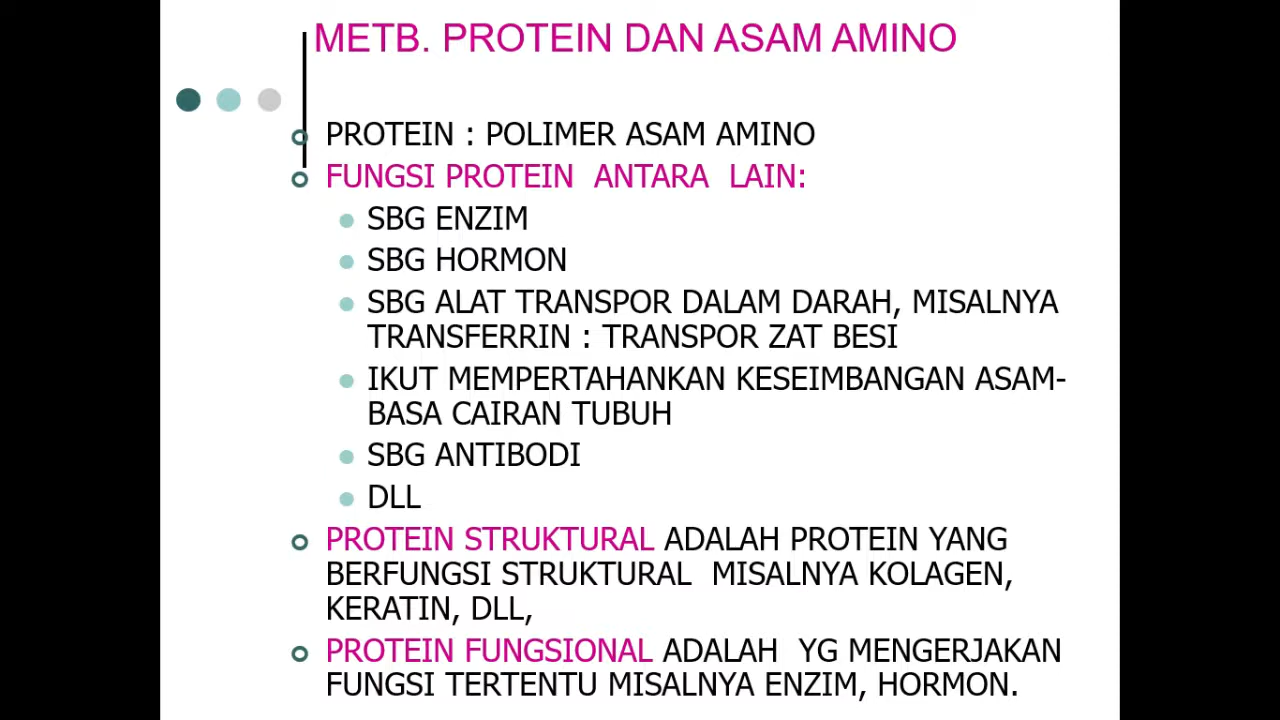 METB. PROTEIN DAN ASAM AMINO
PROTEIN : POLIMER ASAM AMINO
FUNGSI PROTEIN ANTARA LAIN:
SBG ENZIM
SBG HORMON
SBG ALAT TRANSPOR DALAM DARAH, MISALNYA
TRANSFERRIN : TRANSPOR ZAT BESI
IKUT MEMPERTAHANKAN KESEIMBANGAN ASAM-
BASA CAIRAN TUBUH
SBG ANTIBODI
DLL
PROTEIN STRUKTURAL ADALAH PROTEIN YANG
BERFUNGSI STRUKTURAL MISALNYA KOLAGEN,
KERATIN, DLL,
PROTEIN FUNGSIONAL ADALAH YG MENGERJAKAN
FUNGSI TERTENTU MISALNYA ENZIM, HORMON.